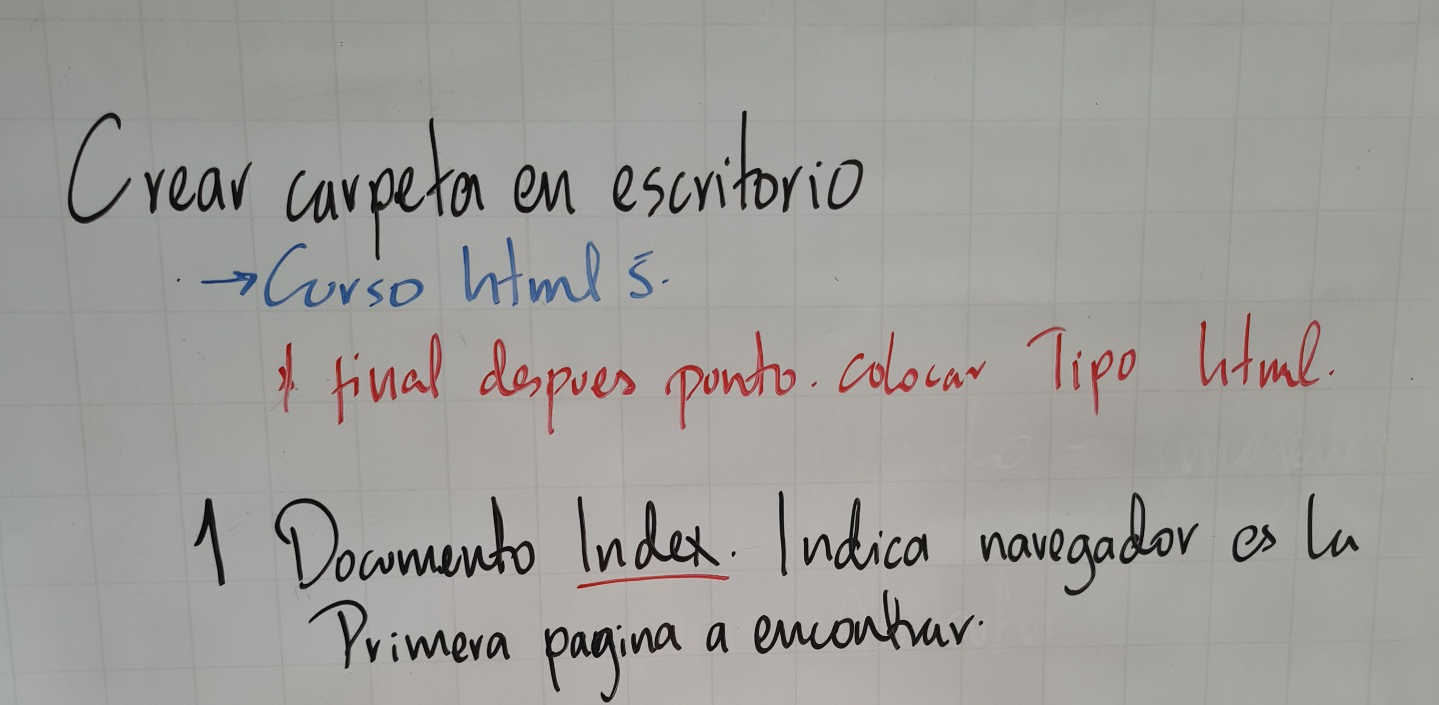 Crear carpeta en escritorio
→ Curso html 5.
* final despues punto. colocar Tipo html.
1 Documento Index. Indica navegador es la
Primera pagina a encontrar.